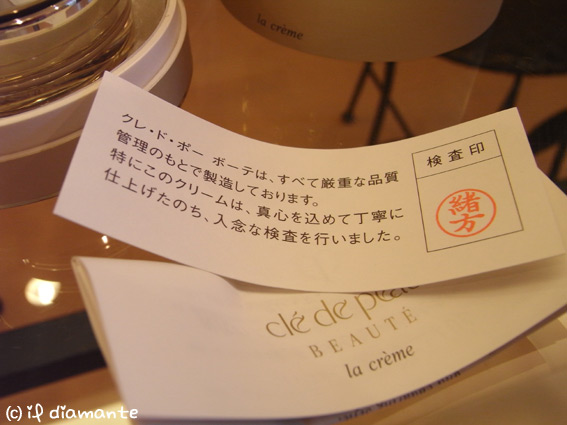 la crème
クレ・ド・ポー ボーテは、すべて厳重な品質
管理のもとで製造しております。
特にこのクリームは、真心を込めて丁寧に
仕上げたのち、入念な検査を行いました。
検査印
緒方
clé de peau
BEAUTÉ
la crème
(c) if diamante